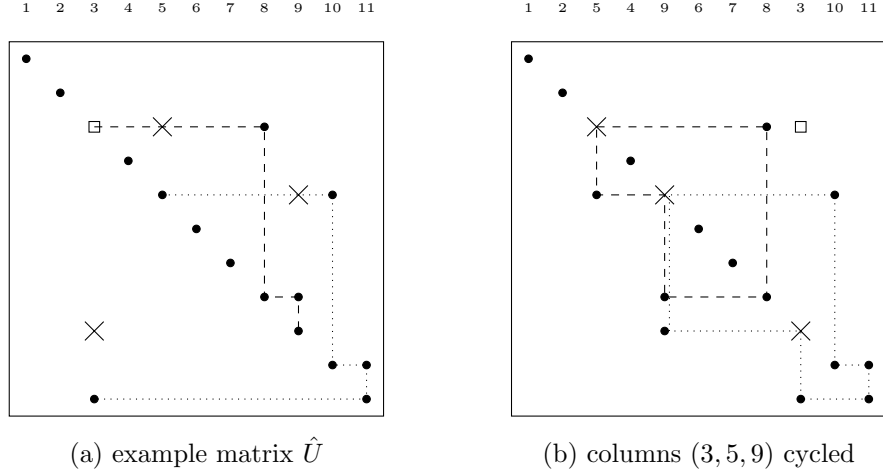 1 2 3 4 5 6 7 8 9 10 11
1 2 5 4 9 6 7 8 3 10 11
(a) example matrix Û
(b) columns (3, 5, 9) cycled